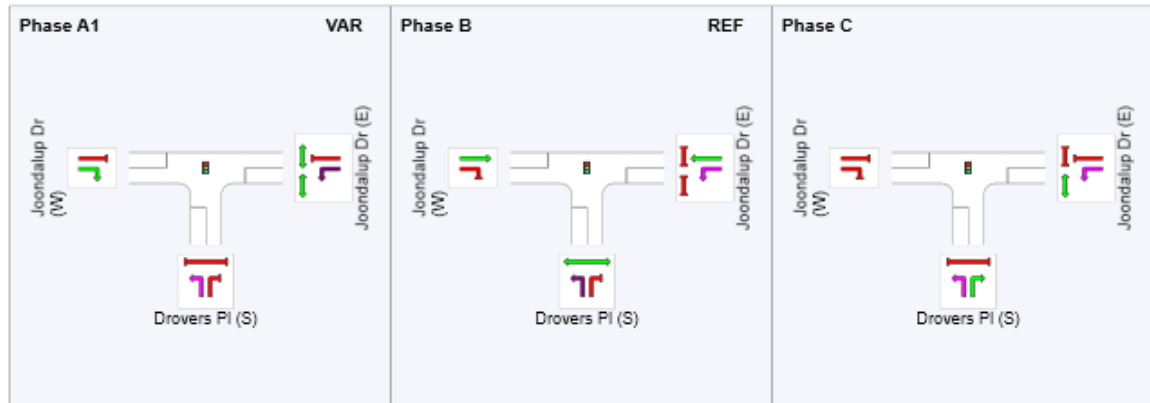 Phase A1 VAR
Joondalup Dr
(W)
Joondalup Dr (E)
Drovers Pl (S)
Phase B REF
Joondalup Dr
(W)
Joondalup Dr (E)
Drovers Pl (S)
Phase C
Joondalup Dr
(W)
Joondalup Dr (E)
Drovers Pl (S)